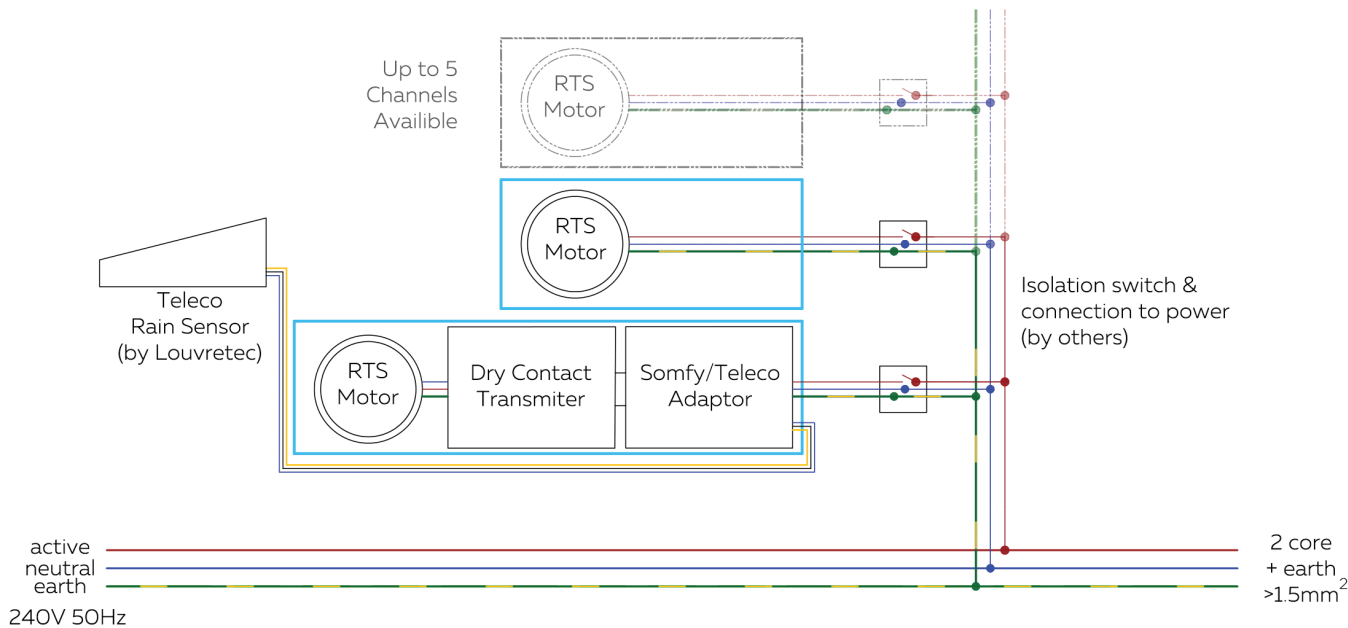 Up to 5
Channels
Availible
RTS
Motor
RTS
Motor
Teleco
Rain Sensor
(by Louvretec)
RTS
Motor
Dry Contact
Transmiter
Somfy/Teleco
Adaptor
Isolation switch &
connection to power
(by others)
active
neutral
earth
240V 50Hz
2 core
+ earth
>1.5mm²